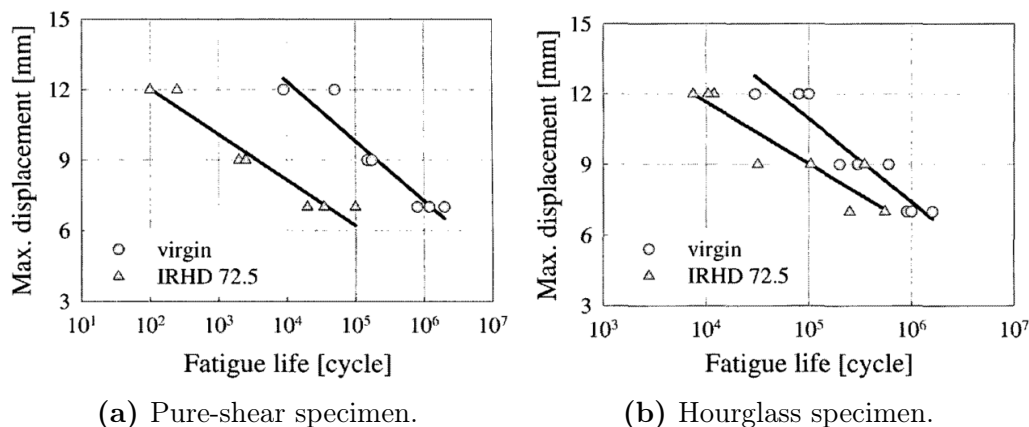 15
12
9
6
3
Max. displacement [mm]
virgin
IRHD 72.5
10¹ 10² 10³ 10⁴ 10⁵ 10⁶ 10⁷
Fatigue life [cycle]
(a) Pure-shear specimen.
15
12
9
6
3
Max. displacement [mm]
virgin
IRHD 72.5
10³ 10⁴ 10⁵ 10⁶ 10⁷
Fatigue life [cycle]
(b) Hourglass specimen.